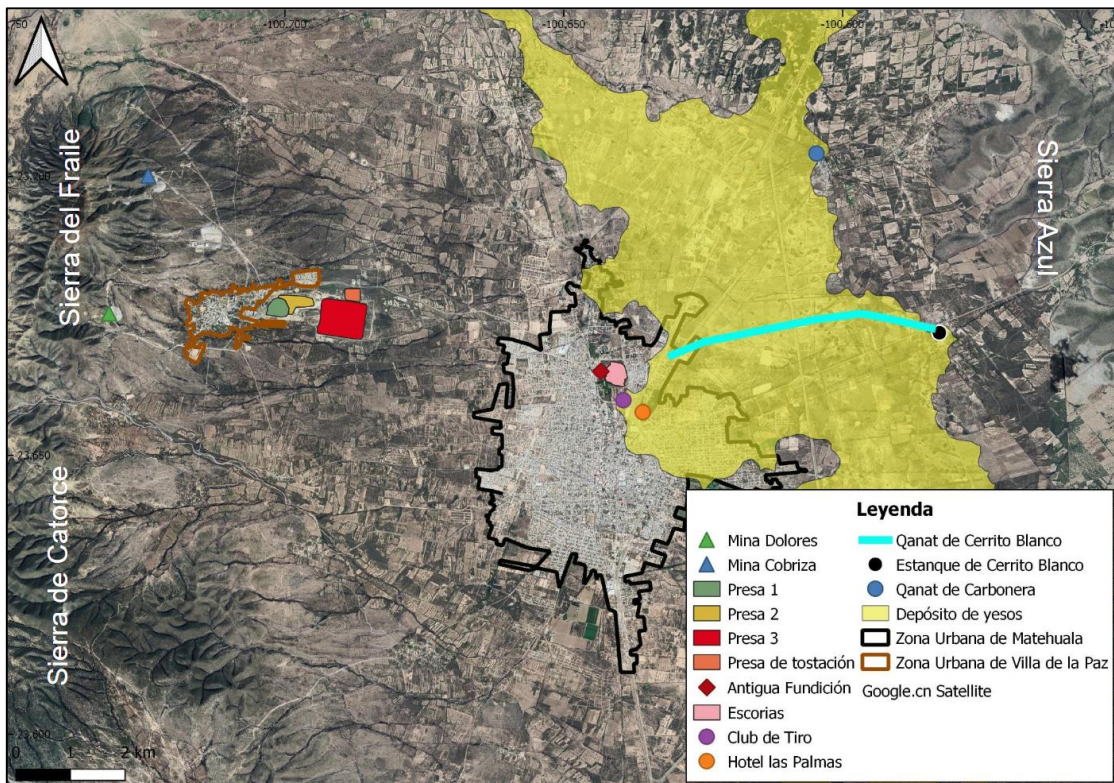 -100.700
-100.650
-100.600
23.700
23.650
Sierra del Fraile
Sierra Azul
Sierra de Catorce
0 1 2 km
Leyenda
Mina Dolores
Mina Cobriza
Presa 1
Presa 2
Presa 3
Presa de tostación
Antigua Fundición
Escorias
Club de Tiro
Hotel las Palmas
Qanat de Cerrito Blanco
Estanque de Cerrito Blanco
Qanat de Carbonera
Depósito de yesos
Zona Urbana de Matehuala
Zona Urbana de Villa de la Paz
Google.cn Satellite